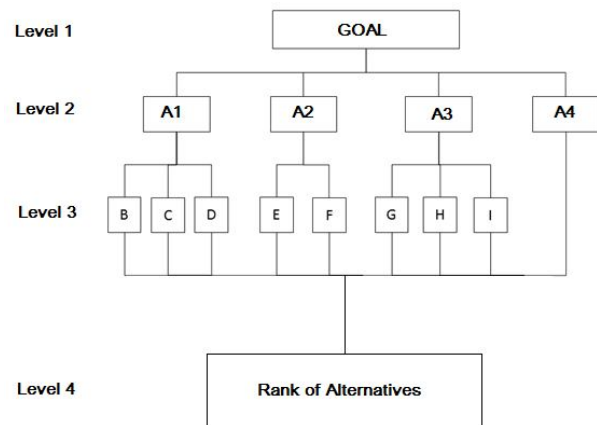 Level 1
GOAL
Level 2
A1 A2 A3 A4
Level 3
B C D E F G H I
Level 4
Rank of Alternatives